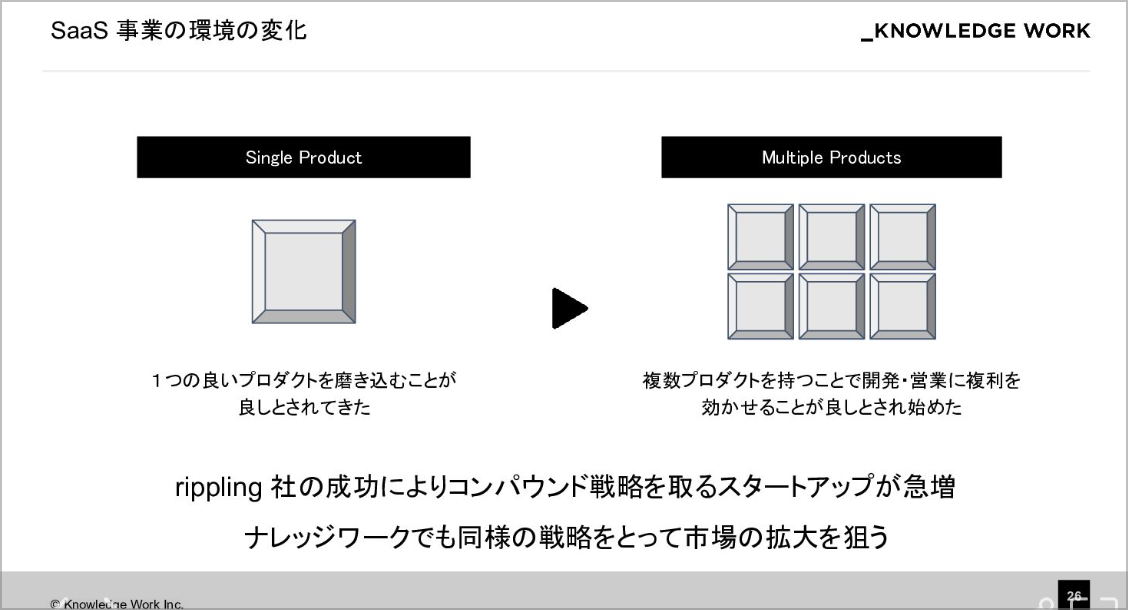 SaaS 事業の環境の変化
_KNOWLEDGE WORK
Single Product
Multiple Products
１つの良いプロダクトを磨き込むことが
良しとされてきた
複数プロダクトを持つことで開発・営業に複利を
効かせることが良しとされ始めた
rippling 社の成功によりコンパウンド戦略を取るスタートアップが急増
ナレッジワークでも同様の戦略をとって市場の拡大を狙う
© Knowledge Work Inc.
26